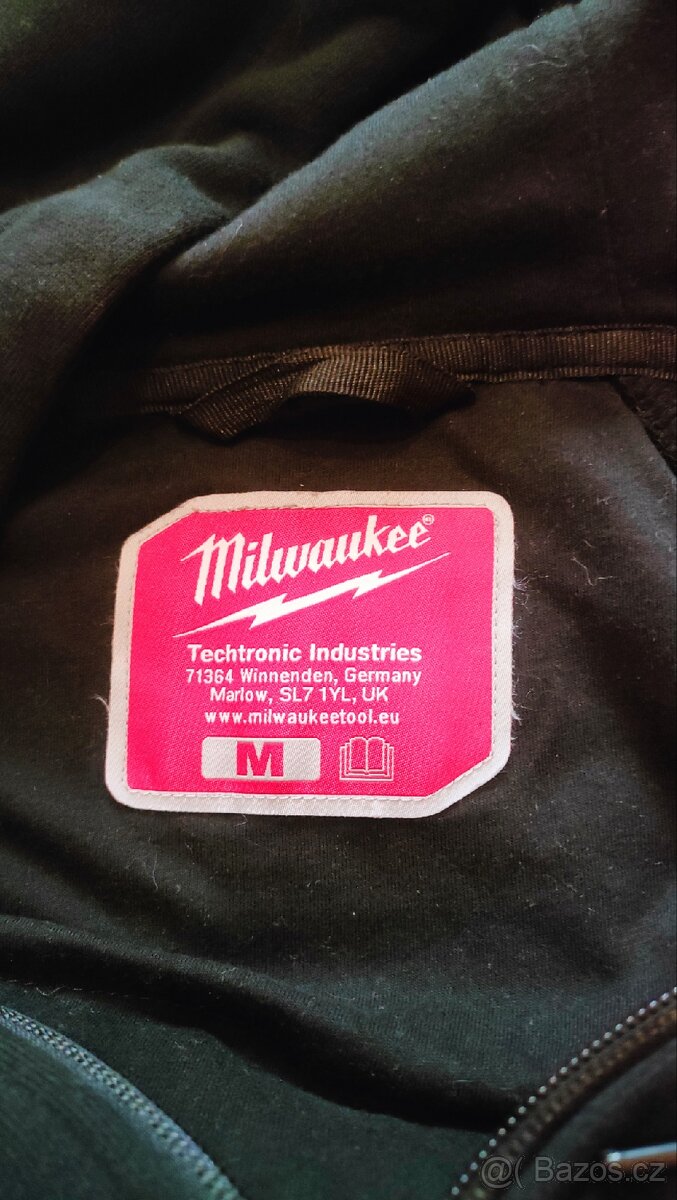 Milwaukee®
Techtronic Industries
71364 Winnenden, Germany
Marlow, SL7 1YL, UK
www.milwaukeetool.eu
M
@( Bazos.cz